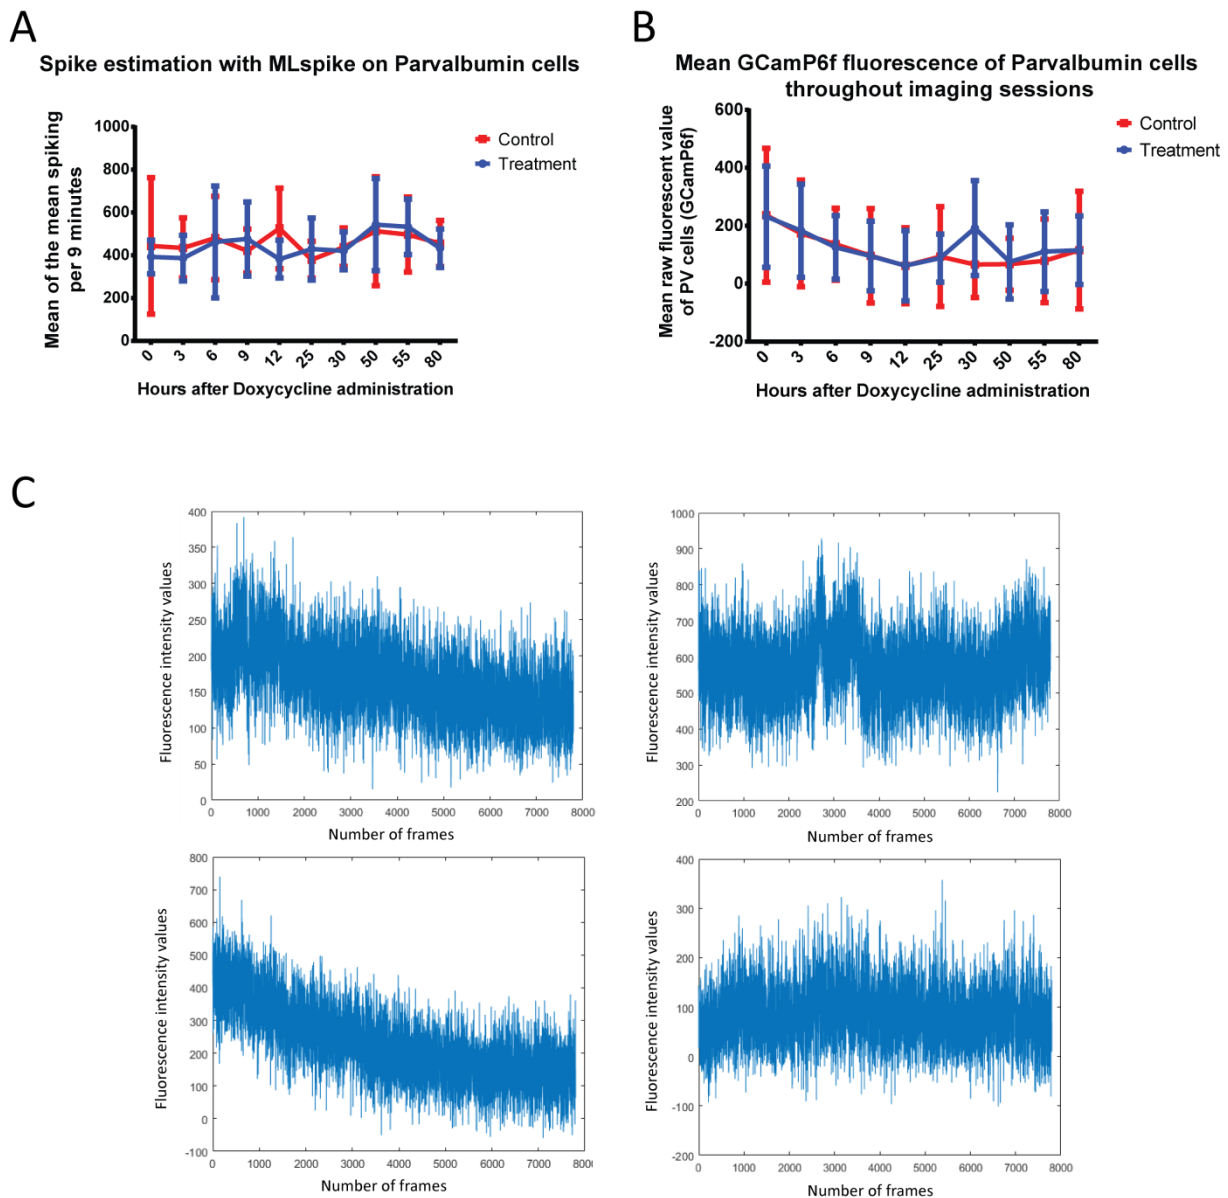 A
Spike estimation with MLspike on Parvalbumin cells
Mean of the mean spiking
per 9 minutes
1000
800
600
400
200
0
0 3 6 9 12 25 30 50 55 80
Hours after Doxycycline administration
Control
Treatment
B
Mean GCamP6f fluorescence of Parvalbumin cells
throughout imaging sessions
Mean raw fluorescent value
of PV cells (GCamP6f)
600
400
200
0
-200
0 3 6 9 12 25 30 50 55 80
Hours after Doxycycline administration
Control
Treatment
C
Fluorescence intensity values
400
350
300
250
200
150
100
50
0
0 1000 2000 3000 4000 5000 6000 7000 8000
Number of frames
Fluorescence intensity values
1000
900
800
700
600
500
400
300
200
0 1000 2000 3000 4000 5000 6000 7000 8000
Number of frames
Fluorescence intensity values
800
700
600
500
400
300
200
100
0
-100
0 1000 2000 3000 4000 5000 6000 7000 800
Number of frames
Fluorescence intensity values
400
300
200
100
0
-100
-200
0 1000 2000 3000 4000 5000 6000 7000 8000
Number of frames